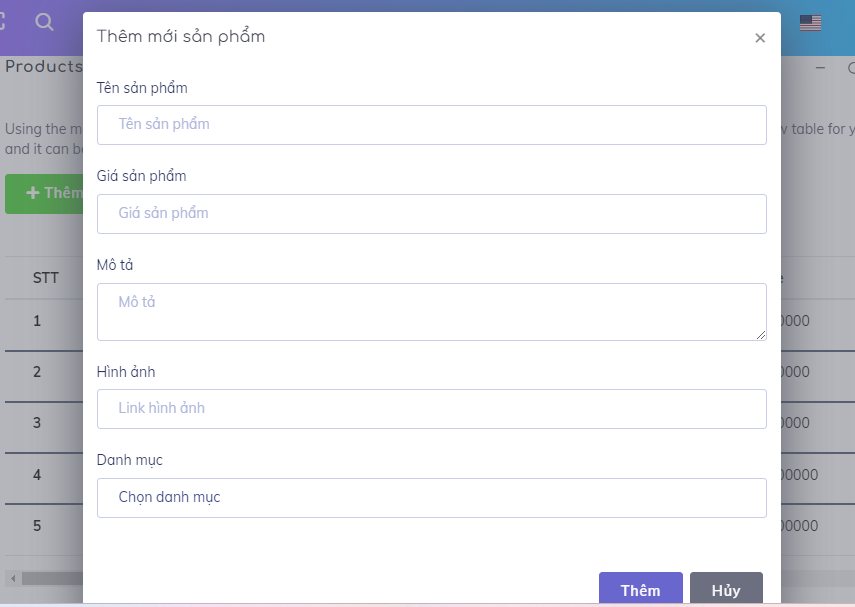 Thêm mới sản phẩm
×
Products
Tên sản phẩm
Tên sản phẩm
Using the
table for
and it can
Giá sản phẩm
Thêm
Giá sản phẩm
Mô tả
STT
Mô tả
1
0000
Hình ảnh
2
0000
Link hình ảnh
3
0000
Danh mục
4
00000
Chọn danh mục
5
00000
Thêm
Hủy